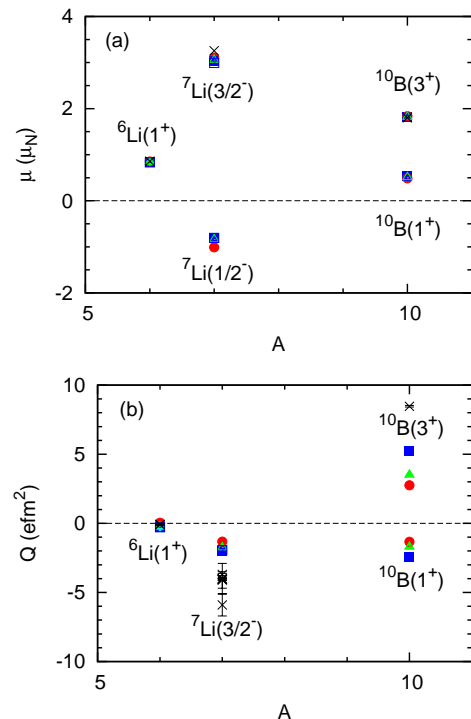 (a)
4
2
0
-2
μ (μ_N)
⁷Li(3/2⁻)
¹⁰B(3⁺)
⁶Li(1⁺)
¹⁰B(1⁺)
⁷Li(1/2⁻)
5
10
A
(b)
10
5
0
-5
-10
Q (efm²)
¹⁰B(3⁺)
⁶Li(1⁺)
¹⁰B(1⁺)
⁷Li(3/2⁻)
5
10
A